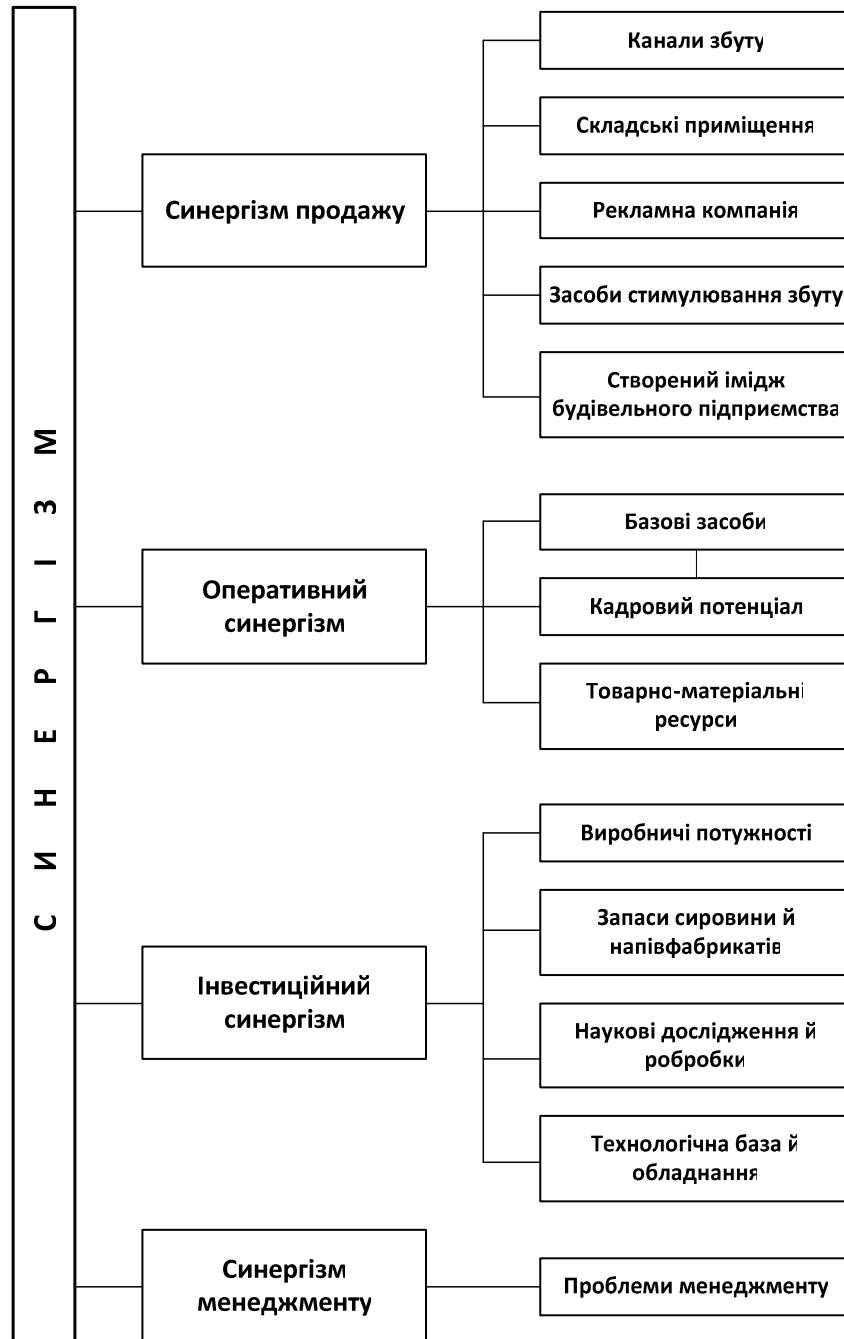 СИНЕРГІЗМ
Синергізм продажу
Канали збуту
Складські приміщення
Рекламна компанія
Засоби стимулювання збуту
Створений імідж
будівельного підприємства
Оперативний
синергізм
Базові засоби
Кадровий потенціал
Товарно-матеріальні
ресурси
Інвестиційний
синергізм
Виробничі потужності
Запаси сировини й
напівфабрикатів
Наукові дослідження й
робробки
Технологічна база й
обладнання
Синергізм
менеджменту
Проблеми менеджменту